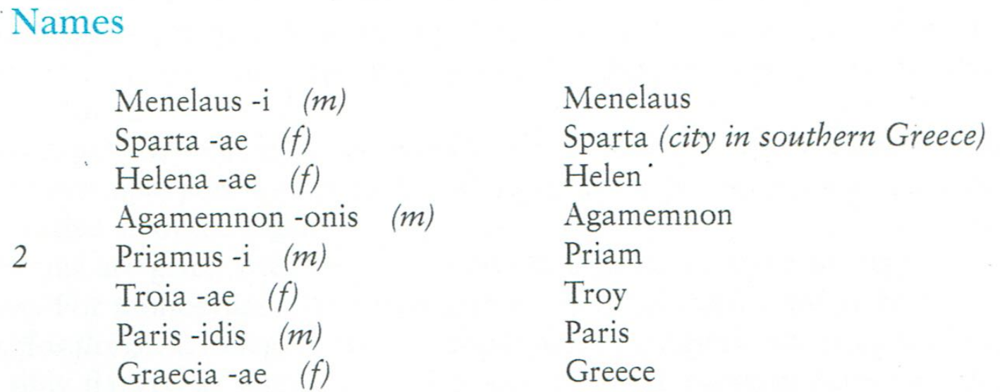 Names
Menelaus -i (m) Menelaus
Sparta -ae (f) Sparta (city in southern Greece)
Helena -ae (f) Helen
Agamemnon -onis (m) Agamemnon
2 Priamus -i (m) Priam
Troia -ae (f) Troy
Paris -idis (m) Paris
Graecia -ae (f) Greece